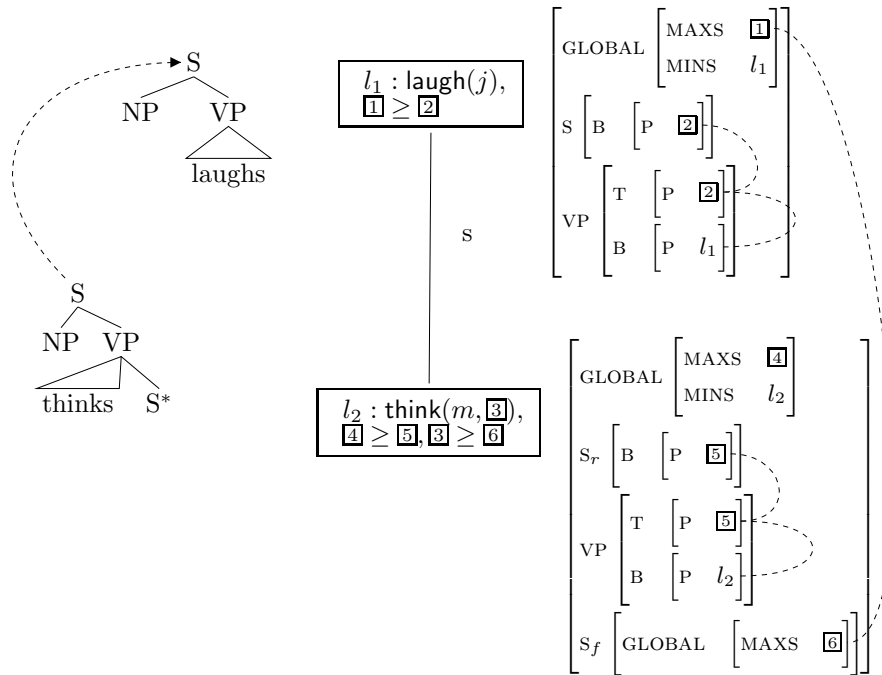 S
NP VP
laughs
S
NP VP
thinks S*
l₁ : laugh(j),
1 ≥ 2
s
l₂ : think(m, 3),
4 ≥ 5, 3 ≥ 6
GLOBAL [MAXS 1
MINS l₁]
S [B [P 2]]
VP [T [P 2]
B [P l₁]]
GLOBAL [MAXS 4
MINS l₂]
Sᵣ [B [P 5]]
VP [T [P 5]
B [P l₂]]
S_f [GLOBAL [MAXS 6]]